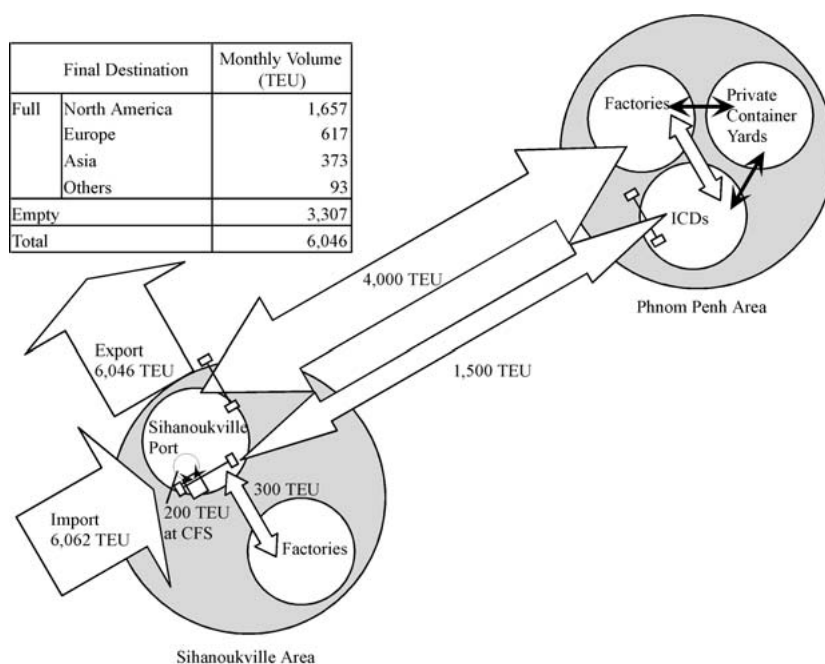 Final Destination Monthly Volume
(TEU)
Full North America 1,657
Europe 617
Asia 373
Others 93
Empty 3,307
Total 6,046
Factories
Private
Container
Yards
ICDs
Phnom Penh Area
4,000 TEU
1,500 TEU
Export
6,046 TEU
Sihanoukville
Port
Import
6,062 TEU
200 TEU
at CFS
300 TEU
Factories
Sihanoukville Area